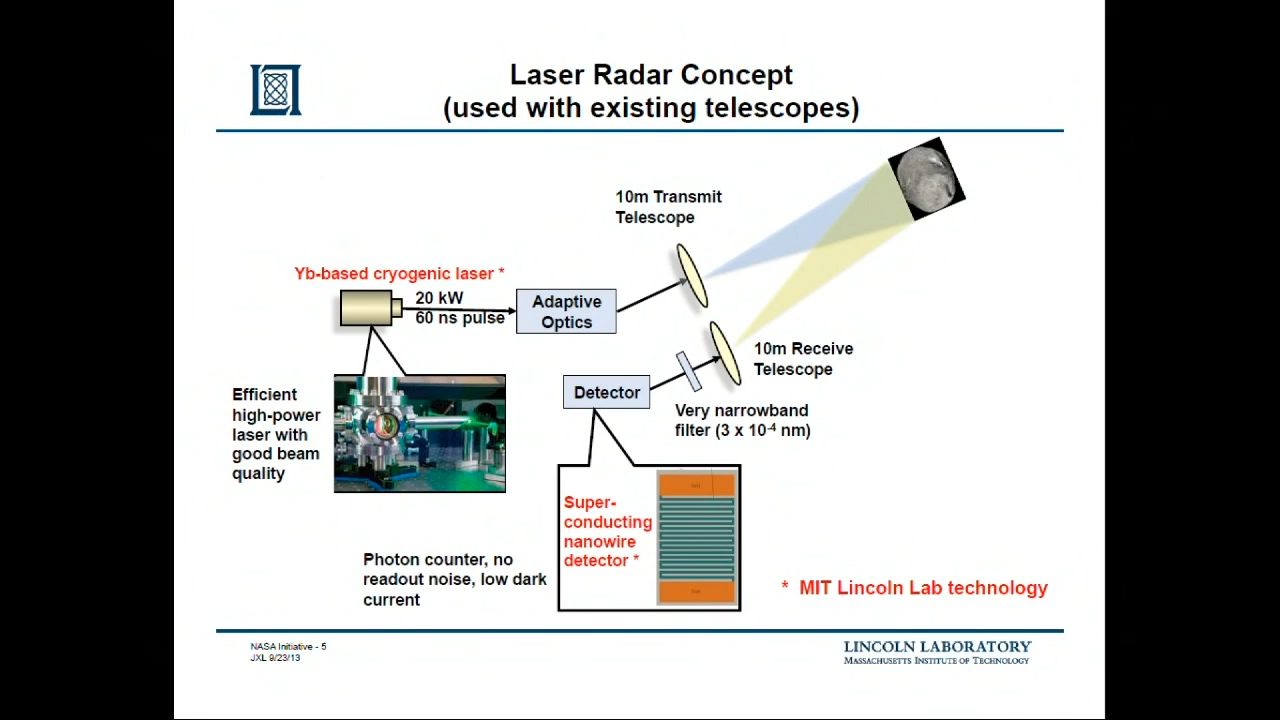 Laser Radar Concept
(used with existing telescopes)
10m Transmit
Telescope
Yb-based cryogenic laser *
20 kW
60 ns pulse
Adaptive
Optics
10m Receive
Telescope
Detector
Very narrowband
filter (3 x 10⁻⁴ nm)
Efficient
high-power
laser with
good beam
quality
Super-
conducting
nanowire
detector *
Photon counter, no
readout noise, low dark
current
* MIT Lincoln Lab technology
NASA Initiative - 5
JXL 9/23/13
LINCOLN LABORATORY
MASSACHUSETTS INSTITUTE OF TECHNOLOGY